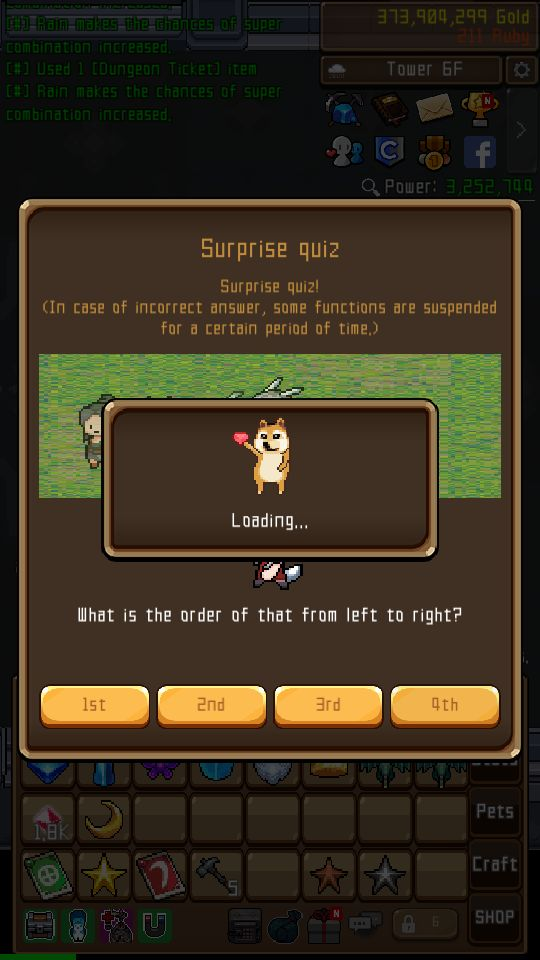 [#] Rain makes the chances of super
combination increased.
[#] Used 1 [Dungeon Ticket] item
[#] Rain makes the chances of super
combination increased.
373,904,299 Gold
211 Ruby
Tower 6F
N
Power: 3,252,744
Surprise quiz
Surprise quiz!
(In case of incorrect answer, some functions are suspended
for a certain period of time.)
Loading...
What is the order of that from left to right?
1st
2nd
3rd
4th
1.8K
Pets
5
Craft
N
6
SHOP